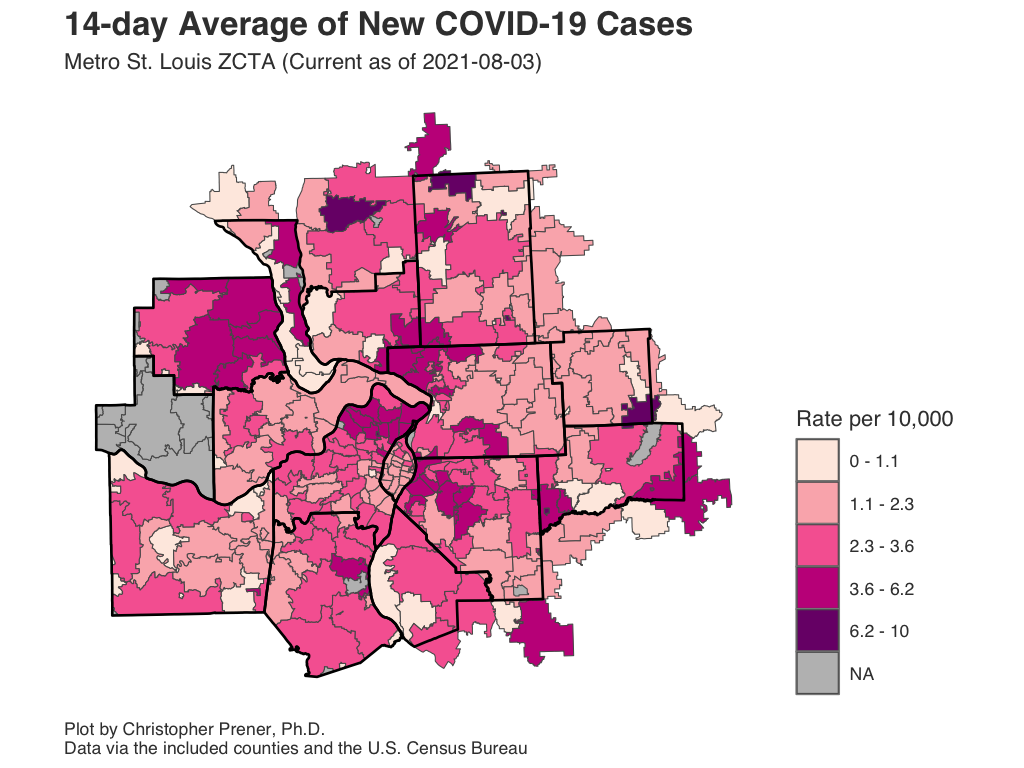 14-day Average of New COVID-19 Cases
Metro St. Louis ZCTA (Current as of 2021-08-03)
Rate per 10,000
0 - 1.1
1.1 - 2.3
2.3 - 3.6
3.6 - 6.2
6.2 - 10
NA
Plot by Christopher Prener, Ph.D.
Data via the included counties and the U.S. Census Bureau